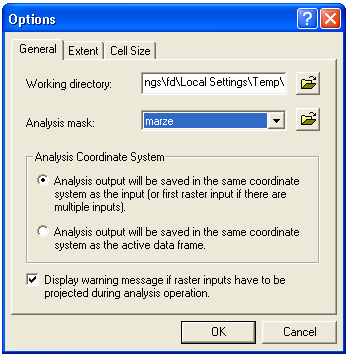 Options
General
Extent
Cell Size
Working directory:
ngs\fd\Local Settings\Temp\
Analysis mask:
marze
Analysis Coordinate System
Analysis output will be saved in the same coordinate
system as the input (or first raster input if there are
multiple inputs).
Analysis output will be saved in the same coordinate
system as the active data frame.
Display warning message if raster inputs have to be
projected during analysis operation.
OK
Cancel